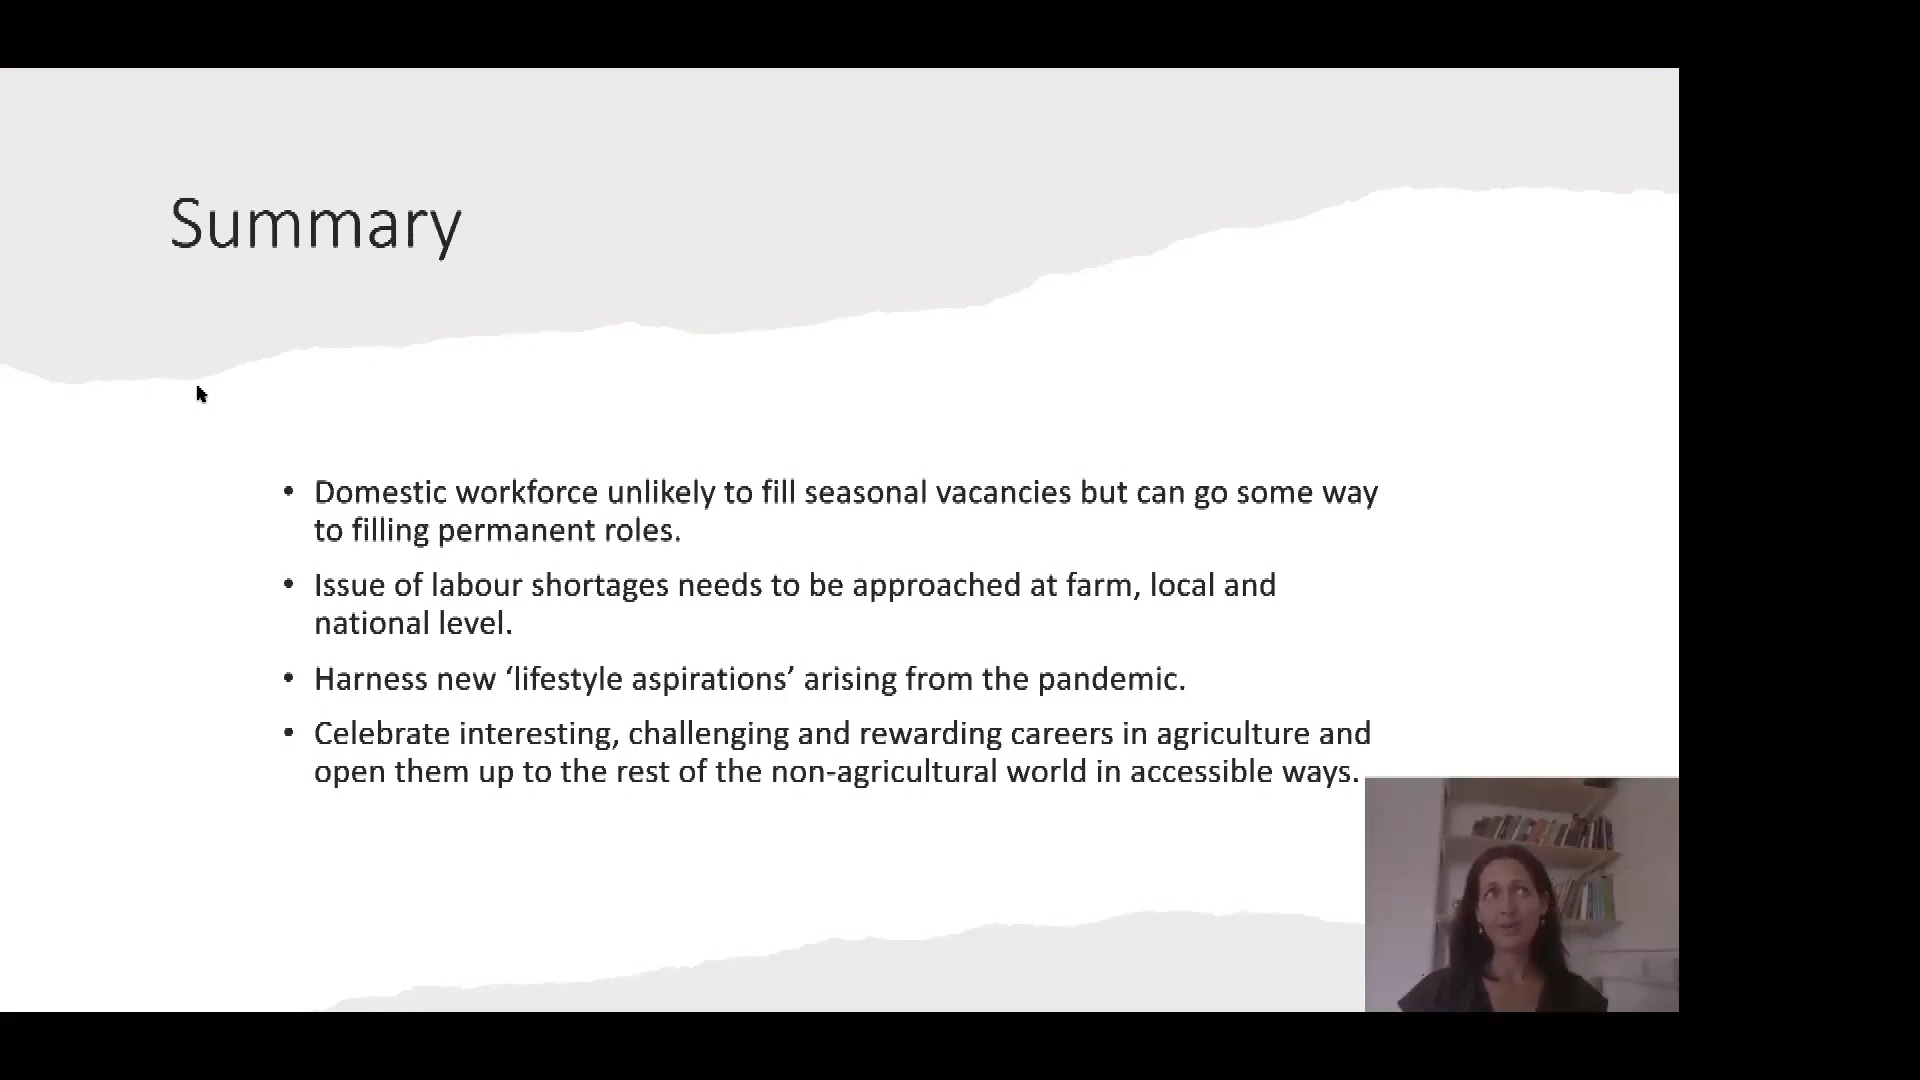 Summary
• Domestic workforce unlikely to fill seasonal vacancies but can go some way
to filling permanent roles.
• Issue of labour shortages needs to be approached at farm, local and
national level.
• Harness new ‘lifestyle aspirations’ arising from the pandemic.
• Celebrate interesting, challenging and rewarding careers in agriculture and
open them up to the rest of the non-agricultural world in accessible ways.